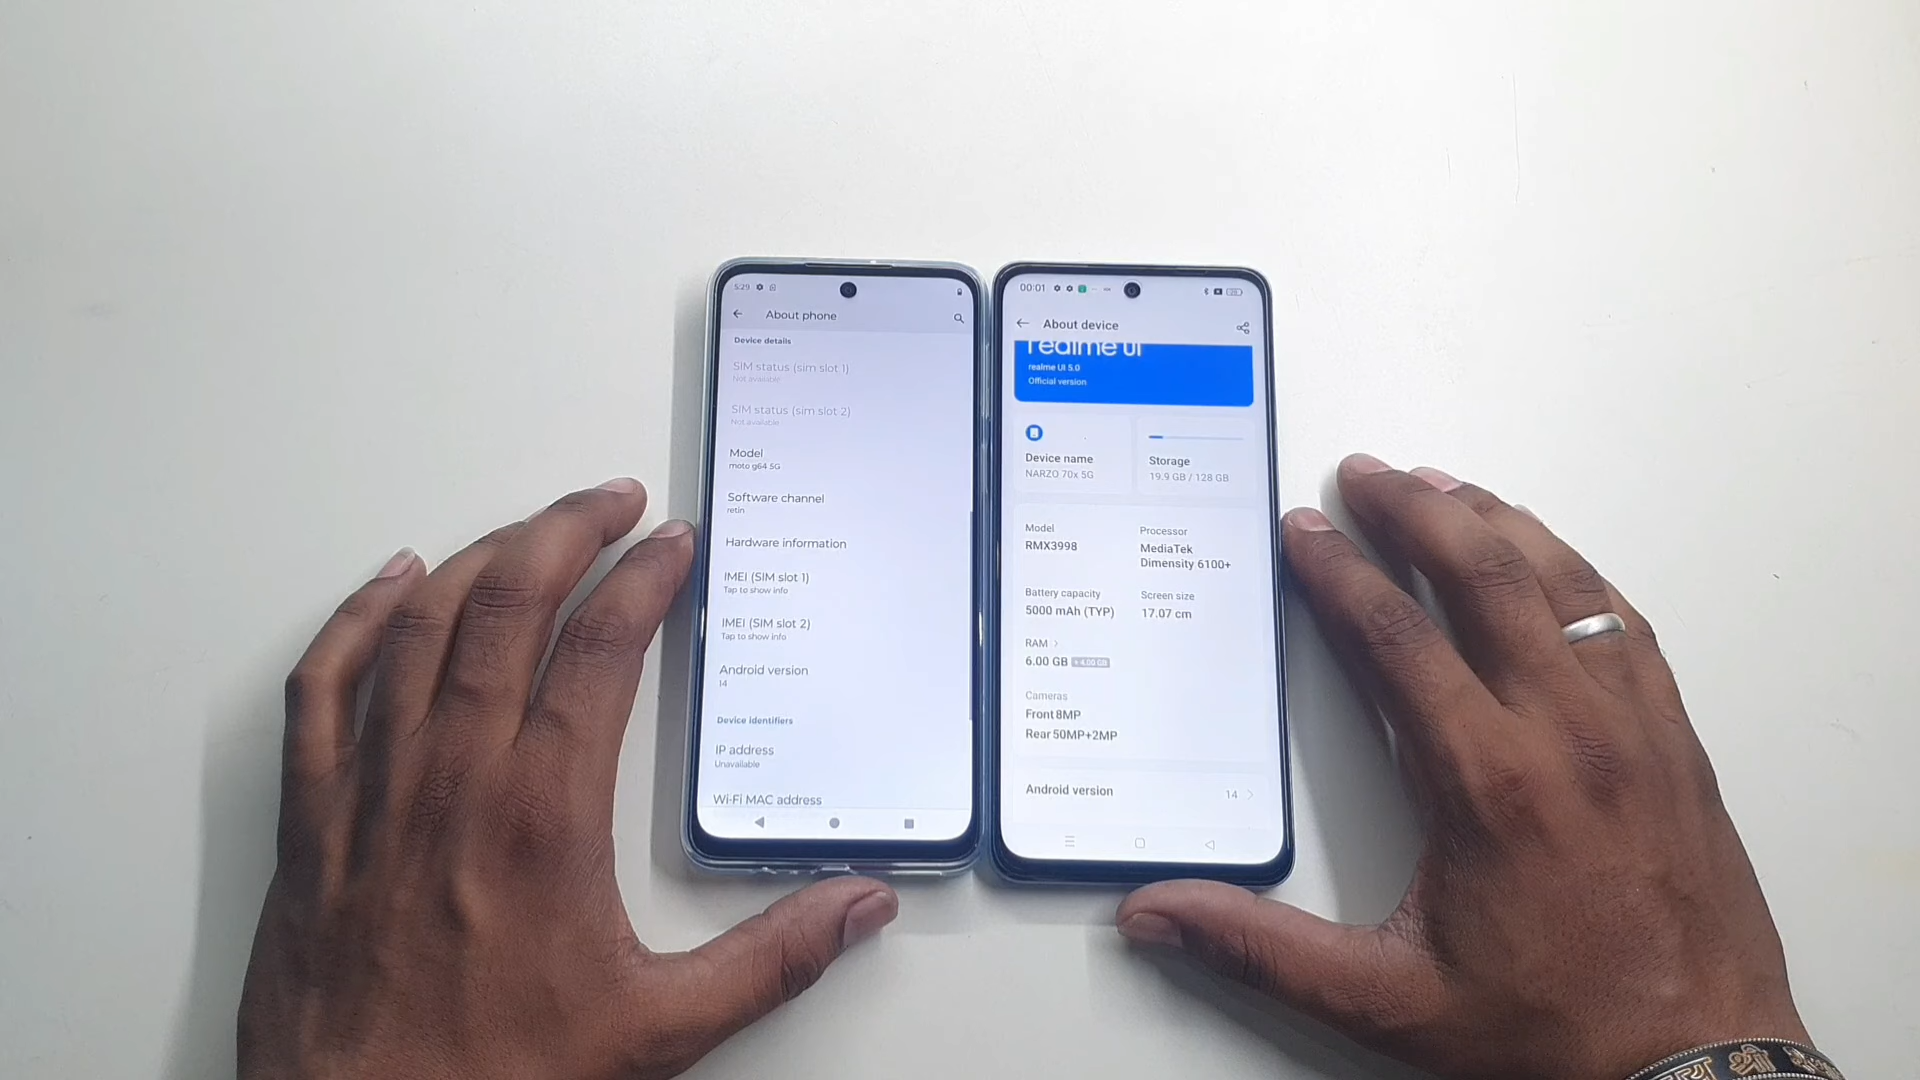 5:29
About phone
Device details
SIM status (sim slot 1)
Not available
SIM status (sim slot 2)
Not available
Model
moto g64 5G
Software channel
retin
Hardware information
IMEI (SIM slot 1)
Tap to show info
IMEI (SIM slot 2)
Tap to show info
Android version
14
Device identifiers
IP address
Unavailable
Wi-Fi MAC address
00:01
About device
realme UI
realme UI 5.0
Official version
Device name
NARZO 70x 5G
Storage
19.9 GB / 128 GB
Model
RMX3998
Processor
MediaTek
Dimensity 6100+
Battery capacity
5000 mAh (TYP)
Screen size
17.07 cm
RAM >
6.00 GB + 4.00 GB
Cameras
Front 8MP
Rear 50MP+2MP
Android version
14 >
श्री